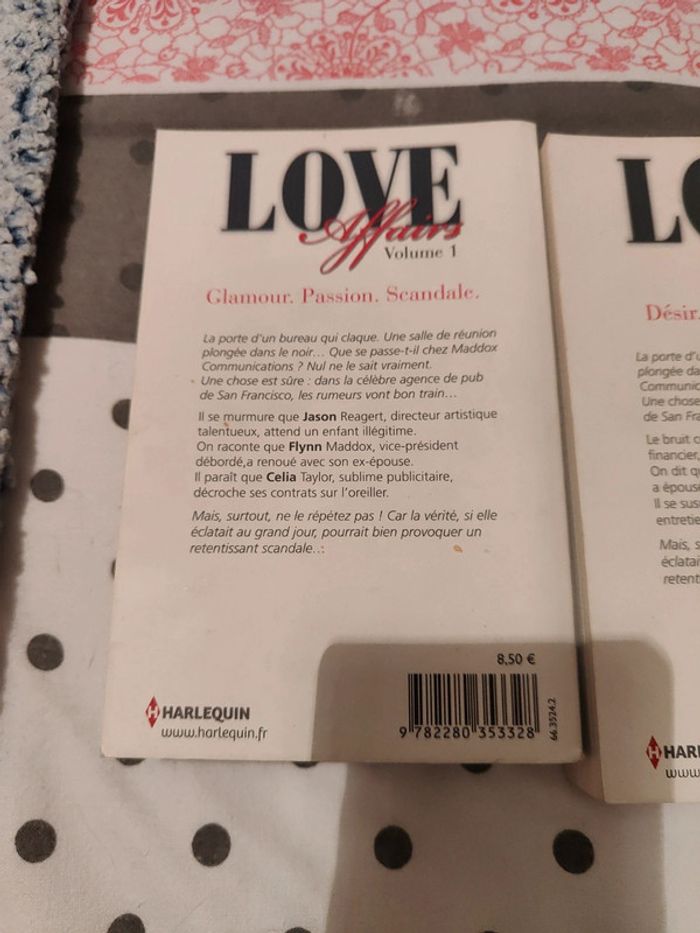 LOVE
Affairs
Volume 1
Glamour. Passion. Scandale.
La porte d'un bureau qui claque. Une salle de réunion
plongée dans le noir... Que se passe-t-il chez Maddox
Communications ? Nul ne le sait vraiment.
Une chose est sûre : dans la célèbre agence de pub
de San Francisco, les rumeurs vont bon train...
Il se murmure que Jason Reagert, directeur artistique
talentueux, attend un enfant illégitime.
On raconte que Flynn Maddox, vice-président
débordé,a renoué avec son ex-épouse.
Il paraît que Celia Taylor, sublime publicitaire,
décroche ses contrats sur l'oreiller.
Mais, surtout, ne le répétez pas ! Car la vérité, si elle
éclatait au grand jour, pourrait bien provoquer un
retentissant scandale...
8,50 €
9 782280 353328
66.3524.2
HARLEQUIN
www.harlequin.fr
Désir.
La porte d'u
plongée da
Communic
Une chose
de San Fra
Le bruit c
financier,
On dit qu
a épous
Il se sus
entretie
Mais, s
éclatai
retent
HAR
www